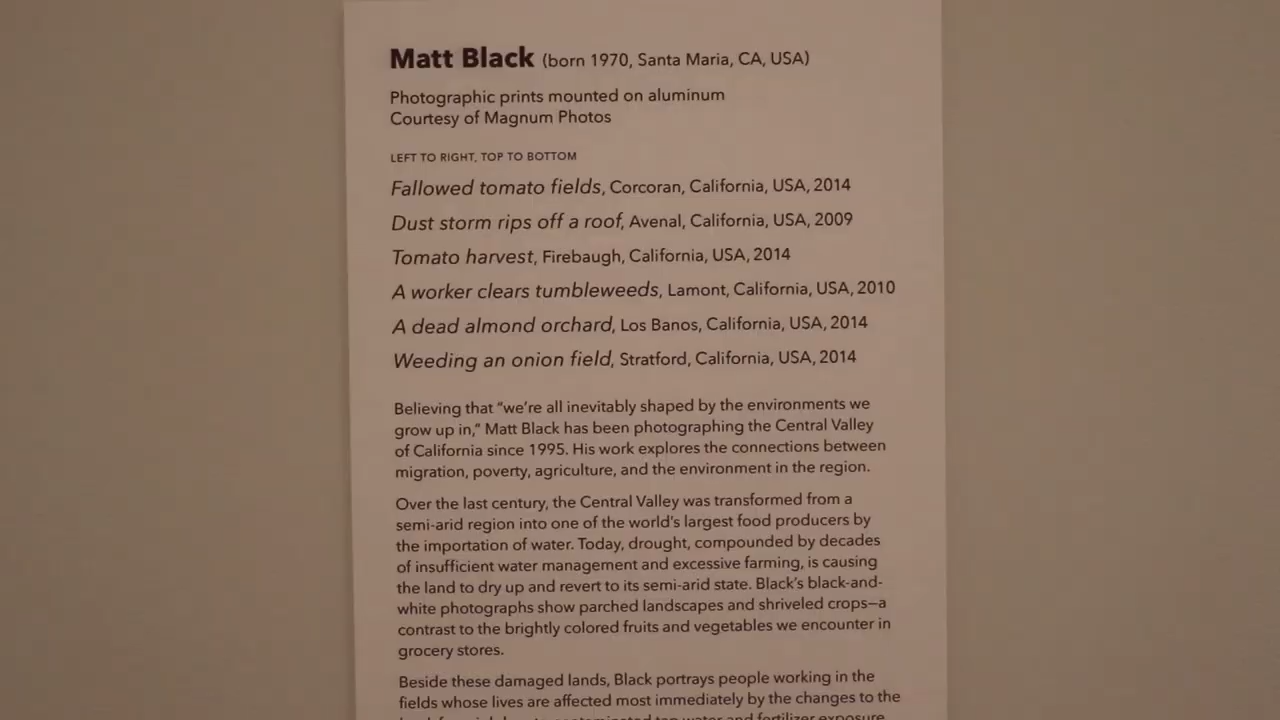 Matt Black (born 1970, Santa Maria, CA, USA)
Photographic prints mounted on aluminum
Courtesy of Magnum Photos
LEFT TO RIGHT, TOP TO BOTTOM
Fallowed tomato fields, Corcoran, California, USA, 2014
Dust storm rips off a roof, Avenal, California, USA, 2009
Tomato harvest, Firebaugh, California, USA, 2014
A worker clears tumbleweeds, Lamont, California, USA, 2010
A dead almond orchard, Los Banos, California, USA, 2014
Weeding an onion field, Stratford, California, USA, 2014
Believing that “we’re all inevitably shaped by the environments we
grow up in,” Matt Black has been photographing the Central Valley
of California since 1995. His work explores the connections between
migration, poverty, agriculture, and the environment in the region.
Over the last century, the Central Valley was transformed from a
semi-arid region into one of the world’s largest food producers by
the importation of water. Today, drought, compounded by decades
of insufficient water management and excessive farming, is causing
the land to dry up and revert to its semi-arid state. Black’s black-and-
white photographs show parched landscapes and shriveled crops—a
contrast to the brightly colored fruits and vegetables we encounter in
grocery stores.
Beside these damaged lands, Black portrays people working in the
fields whose lives are affected most immediately by the changes to the
water and fertilizer exposure